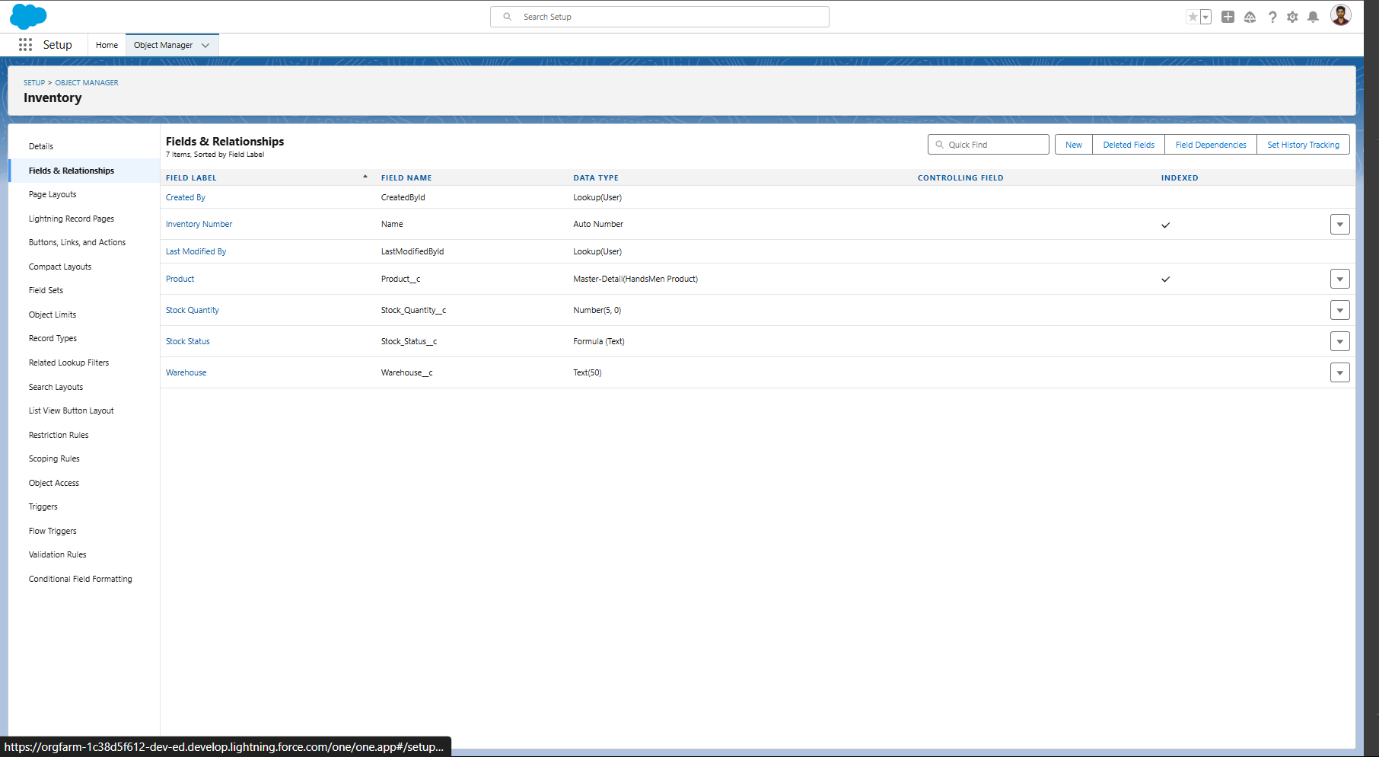 Search Setup
Setup
Home
Object Manager
SETUP > OBJECT MANAGER
Inventory
Details
Fields & Relationships
Page Layouts
Lightning Record Pages
Buttons, Links, and Actions
Compact Layouts
Field Sets
Object Limits
Record Types
Related Lookup Filters
Search Layouts
List View Button Layout
Restriction Rules
Scoping Rules
Object Access
Triggers
Flow Triggers
Validation Rules
Conditional Field Formatting
Fields & Relationships
7 Items, Sorted by Field Label
Quick Find
New
Deleted Fields
Field Dependencies
Set History Tracking
FIELD LABEL FIELD NAME DATA TYPE CONTROLLING FIELD INDEXED
Created By CreatedById Lookup(User)
Inventory Number Name Auto Number
Last Modified By LastModifiedById Lookup(User)
Product Product__c Master-Detail(HandsMen Product)
Stock Quantity Stock_Quantity__c Number(5, 0)
Stock Status Stock_Status__c Formula (Text)
Warehouse Warehouse__c Text(50)
https://orgfarm-1c38d5f612-dev-ed.develop.lightning.force.com/one/one.app#/setup...